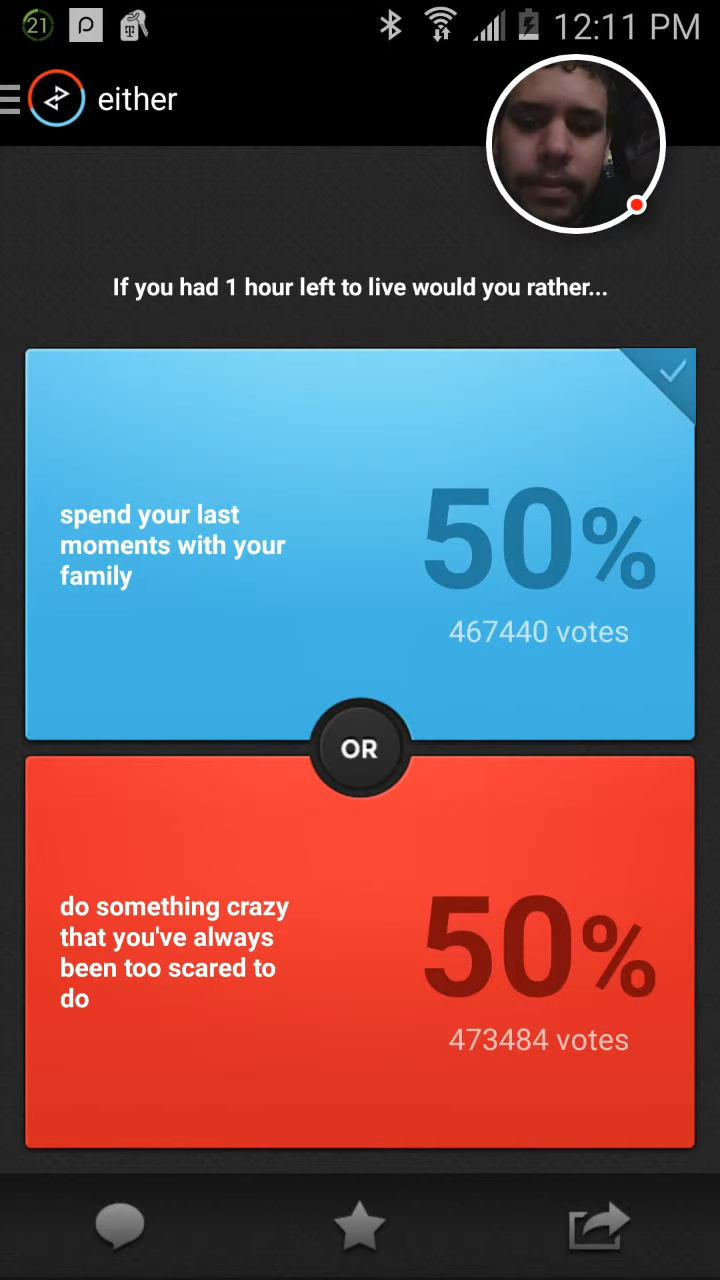 21
12:11 PM
either
If you had 1 hour left to live would you rather...
spend your last
moments with your
family
50%
467440 votes
OR
do something crazy
that you've always
been too scared to
do
50%
473484 votes